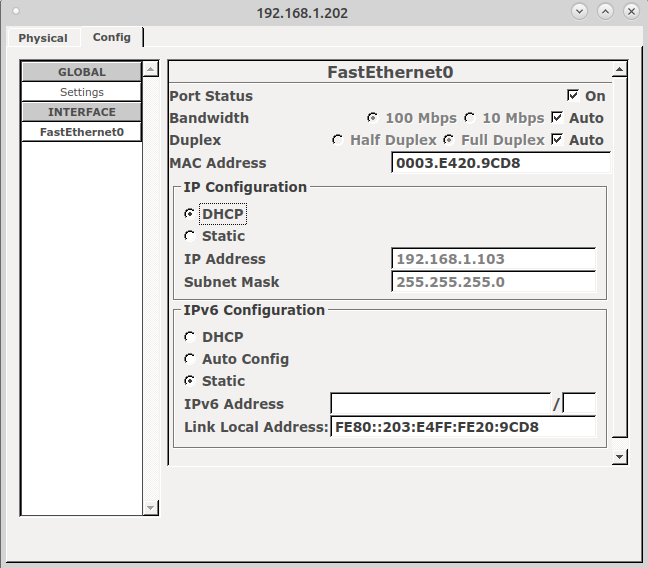 192.168.1.202
Physical Config
GLOBAL
Settings
INTERFACE
FastEthernet0
FastEthernet0
Port Status On
Bandwidth 100 Mbps 10 Mbps Auto
Duplex Half Duplex Full Duplex Auto
MAC Address 0003.E420.9CD8
IP Configuration
DHCP
Static
IP Address 192.168.1.103
Subnet Mask 255.255.255.0
IPv6 Configuration
DHCP
Auto Config
Static
IPv6 Address /
Link Local Address: FE80::203:E4FF:FE20:9CD8